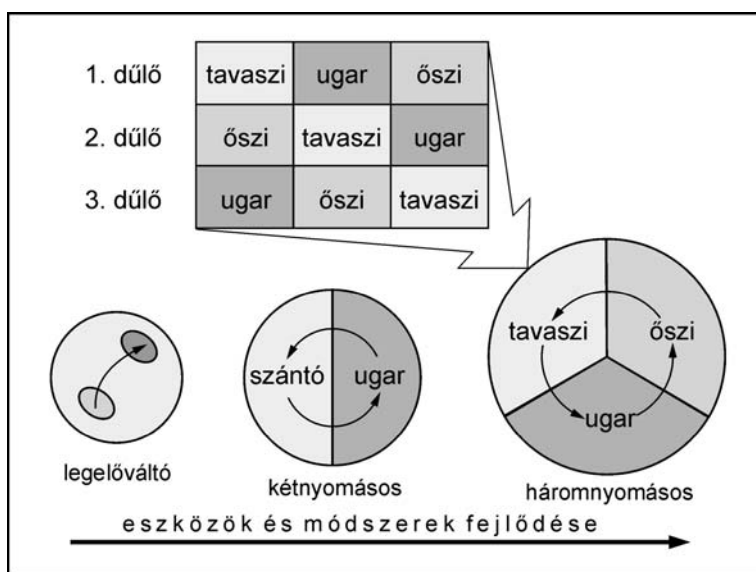 1. dűlő tavaszi ugar őszi
2. dűlő őszi tavaszi ugar
3. dűlő ugar őszi tavaszi
szántó ugar
tavaszi őszi
ugar
legelőváltó
kétnyomásos
háromnyomásos
eszközök és módszerek fejlődése